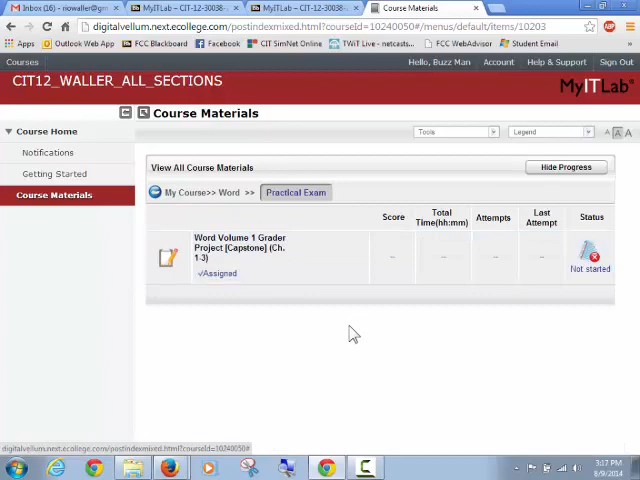 Inbox (16) - niowaller@gm
MyITLab – CIT-12-30038-
MyITLab – CIT-12-30038-
Course Materials
digitalvellum.next.ecollege.com/postindexmixed.html?courseId=10240050#/menus/default/items/10203
Apps
Outlook Web App
FCC Blackboard
CIT SimNet Online
TWiT Live - netcasts...
Facebook
FCC WebAdvisor
Student Email
Courses
Hello, Buzz Man
Account
Help & Support
Sign Out
CIT12_WALLER_ALL_SECTIONS
MyITLab®
Course Home
Course Materials
Tools
Legend
A A A
Notifications
Getting Started
Course Materials
View All Course Materials
Hide Progress
My Course>> Word >> Practical Exam
Score
Total Time(hh:mm)
Attempts
Last Attempt
Status
Word Volume 1 Grader
Project [Capstone] (Ch.
1-3)
√Assigned
-- -- -- --
Not started
digitalvellum.next.ecollege.com/postindexmixed.html?courseId=10240050#
3:17 PM
8/9/2014